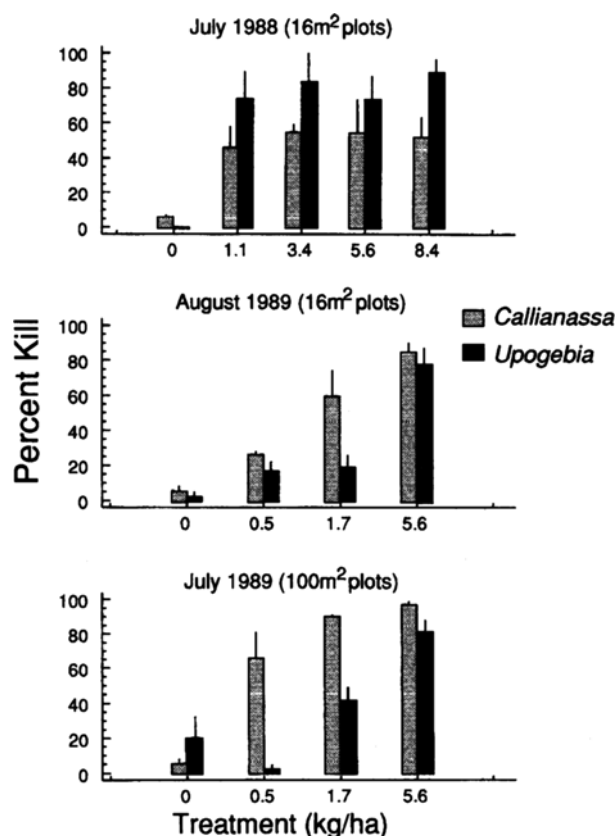 July 1988 (16m² plots)
100
80
60
40
20
0
0 1.1 3.4 5.6 8.4
August 1989 (16m² plots)
100
80
60
40
20
0
0 0.5 1.7 5.6
Callianassa
Upogebia
Percent Kill
July 1989 (100m² plots)
100
80
60
40
20
0
0 0.5 1.7 5.6
Treatment (kg/ha)